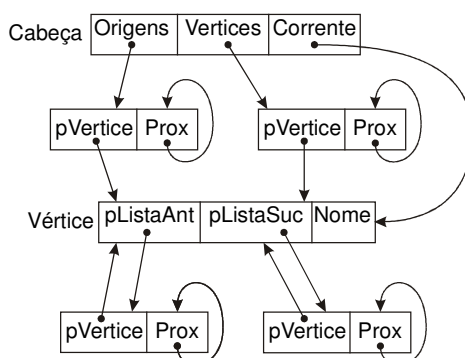 Cabeça Origens Vertices Corrente
pVertice Prox pVertice Prox
Vértice pListaAnt pListaSuc Nome
pVertice Prox pVertice Prox